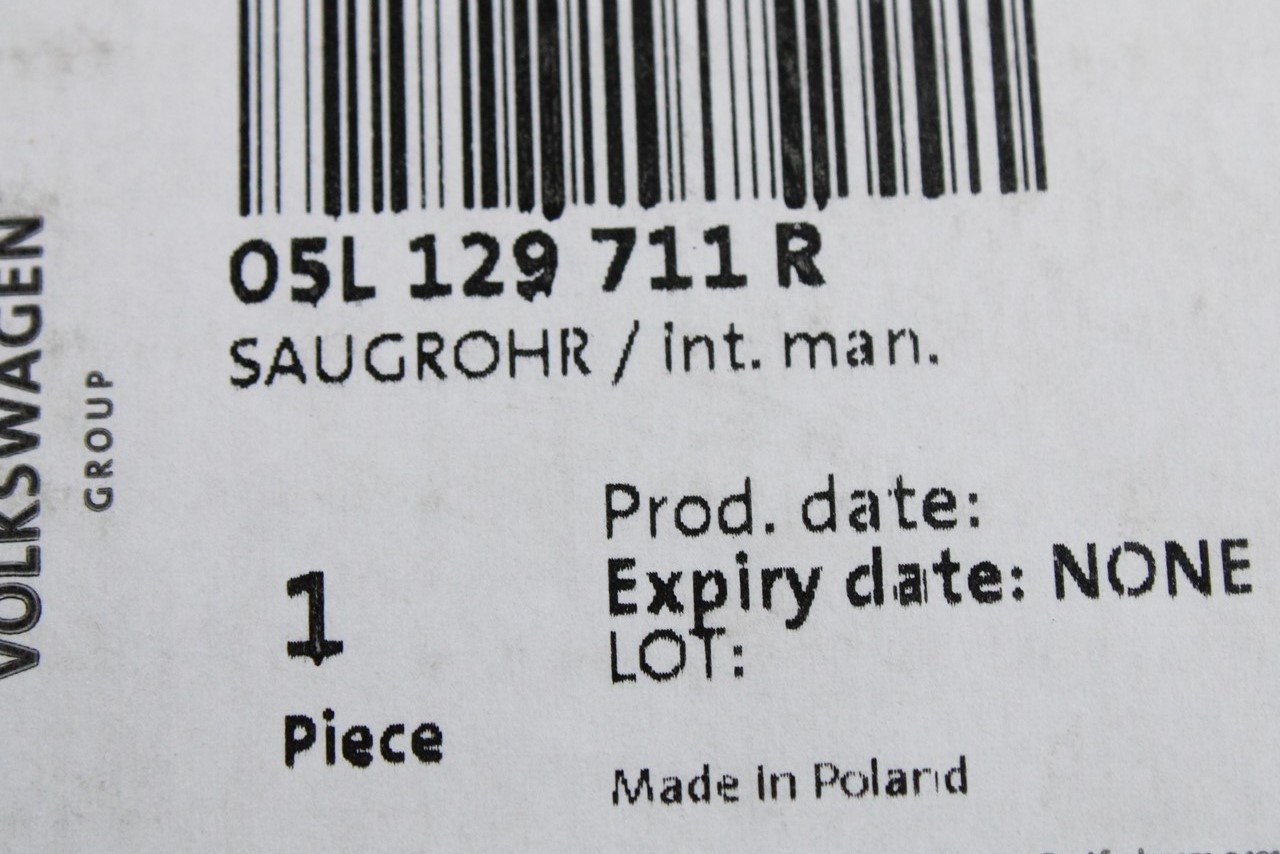 VOLKSWAGEN
GROUP
05L 129 711 R
SAUGROHR / int. man.
Prod. date:
Expiry date: NONE
LOT:
1
Piece
Made in Poland